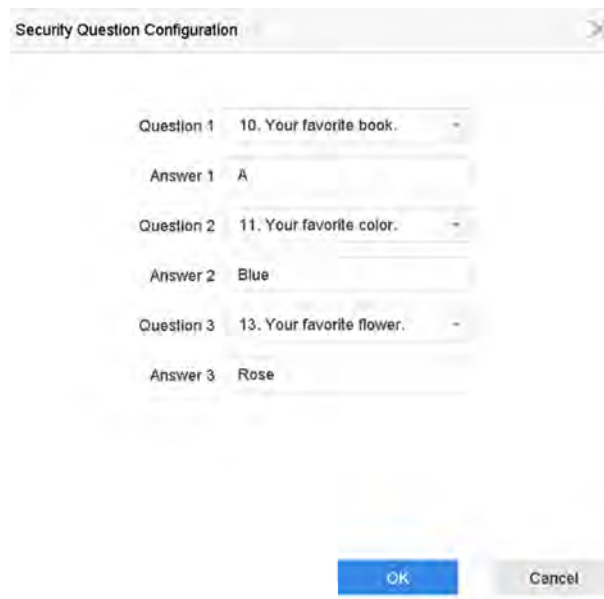 Security Question Configuration
Question 1 10. Your favorite book.
Answer 1 A
Question 2 11. Your favorite color.
Answer 2 Blue
Question 3 13. Your favorite flower.
Answer 3 Rose
OK Cancel